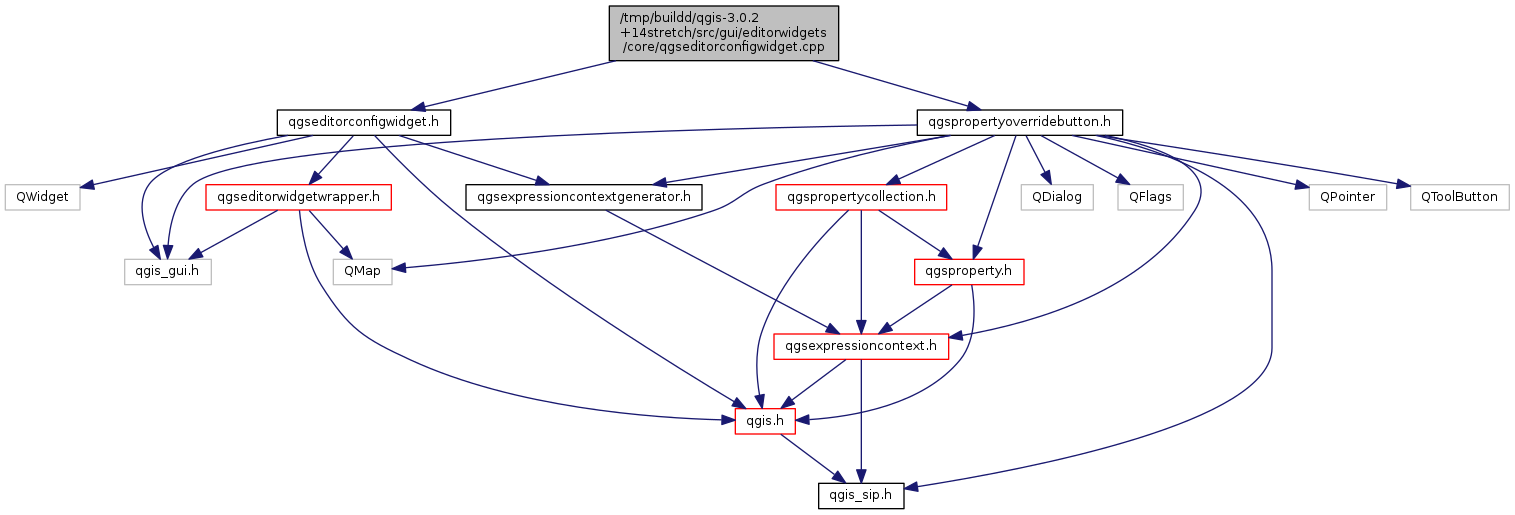 /tmp/buildd/qgis-3.0.2
+14stretch/src/gui/editorwidgets
/core/qgseditorconfigwidget.cpp
qgseditorconfigwidget.h
qgspropertyoverridebutton.h
QWidget
qgseditorwidgetwrapper.h
qgsexpressioncontextgenerator.h
qgspropertycollection.h
QDialog
QFlags
QPointer
QToolButton
qgis_gui.h
QMap
qgsproperty.h
qgsexpressioncontext.h
qgis.h
qgis_sip.h